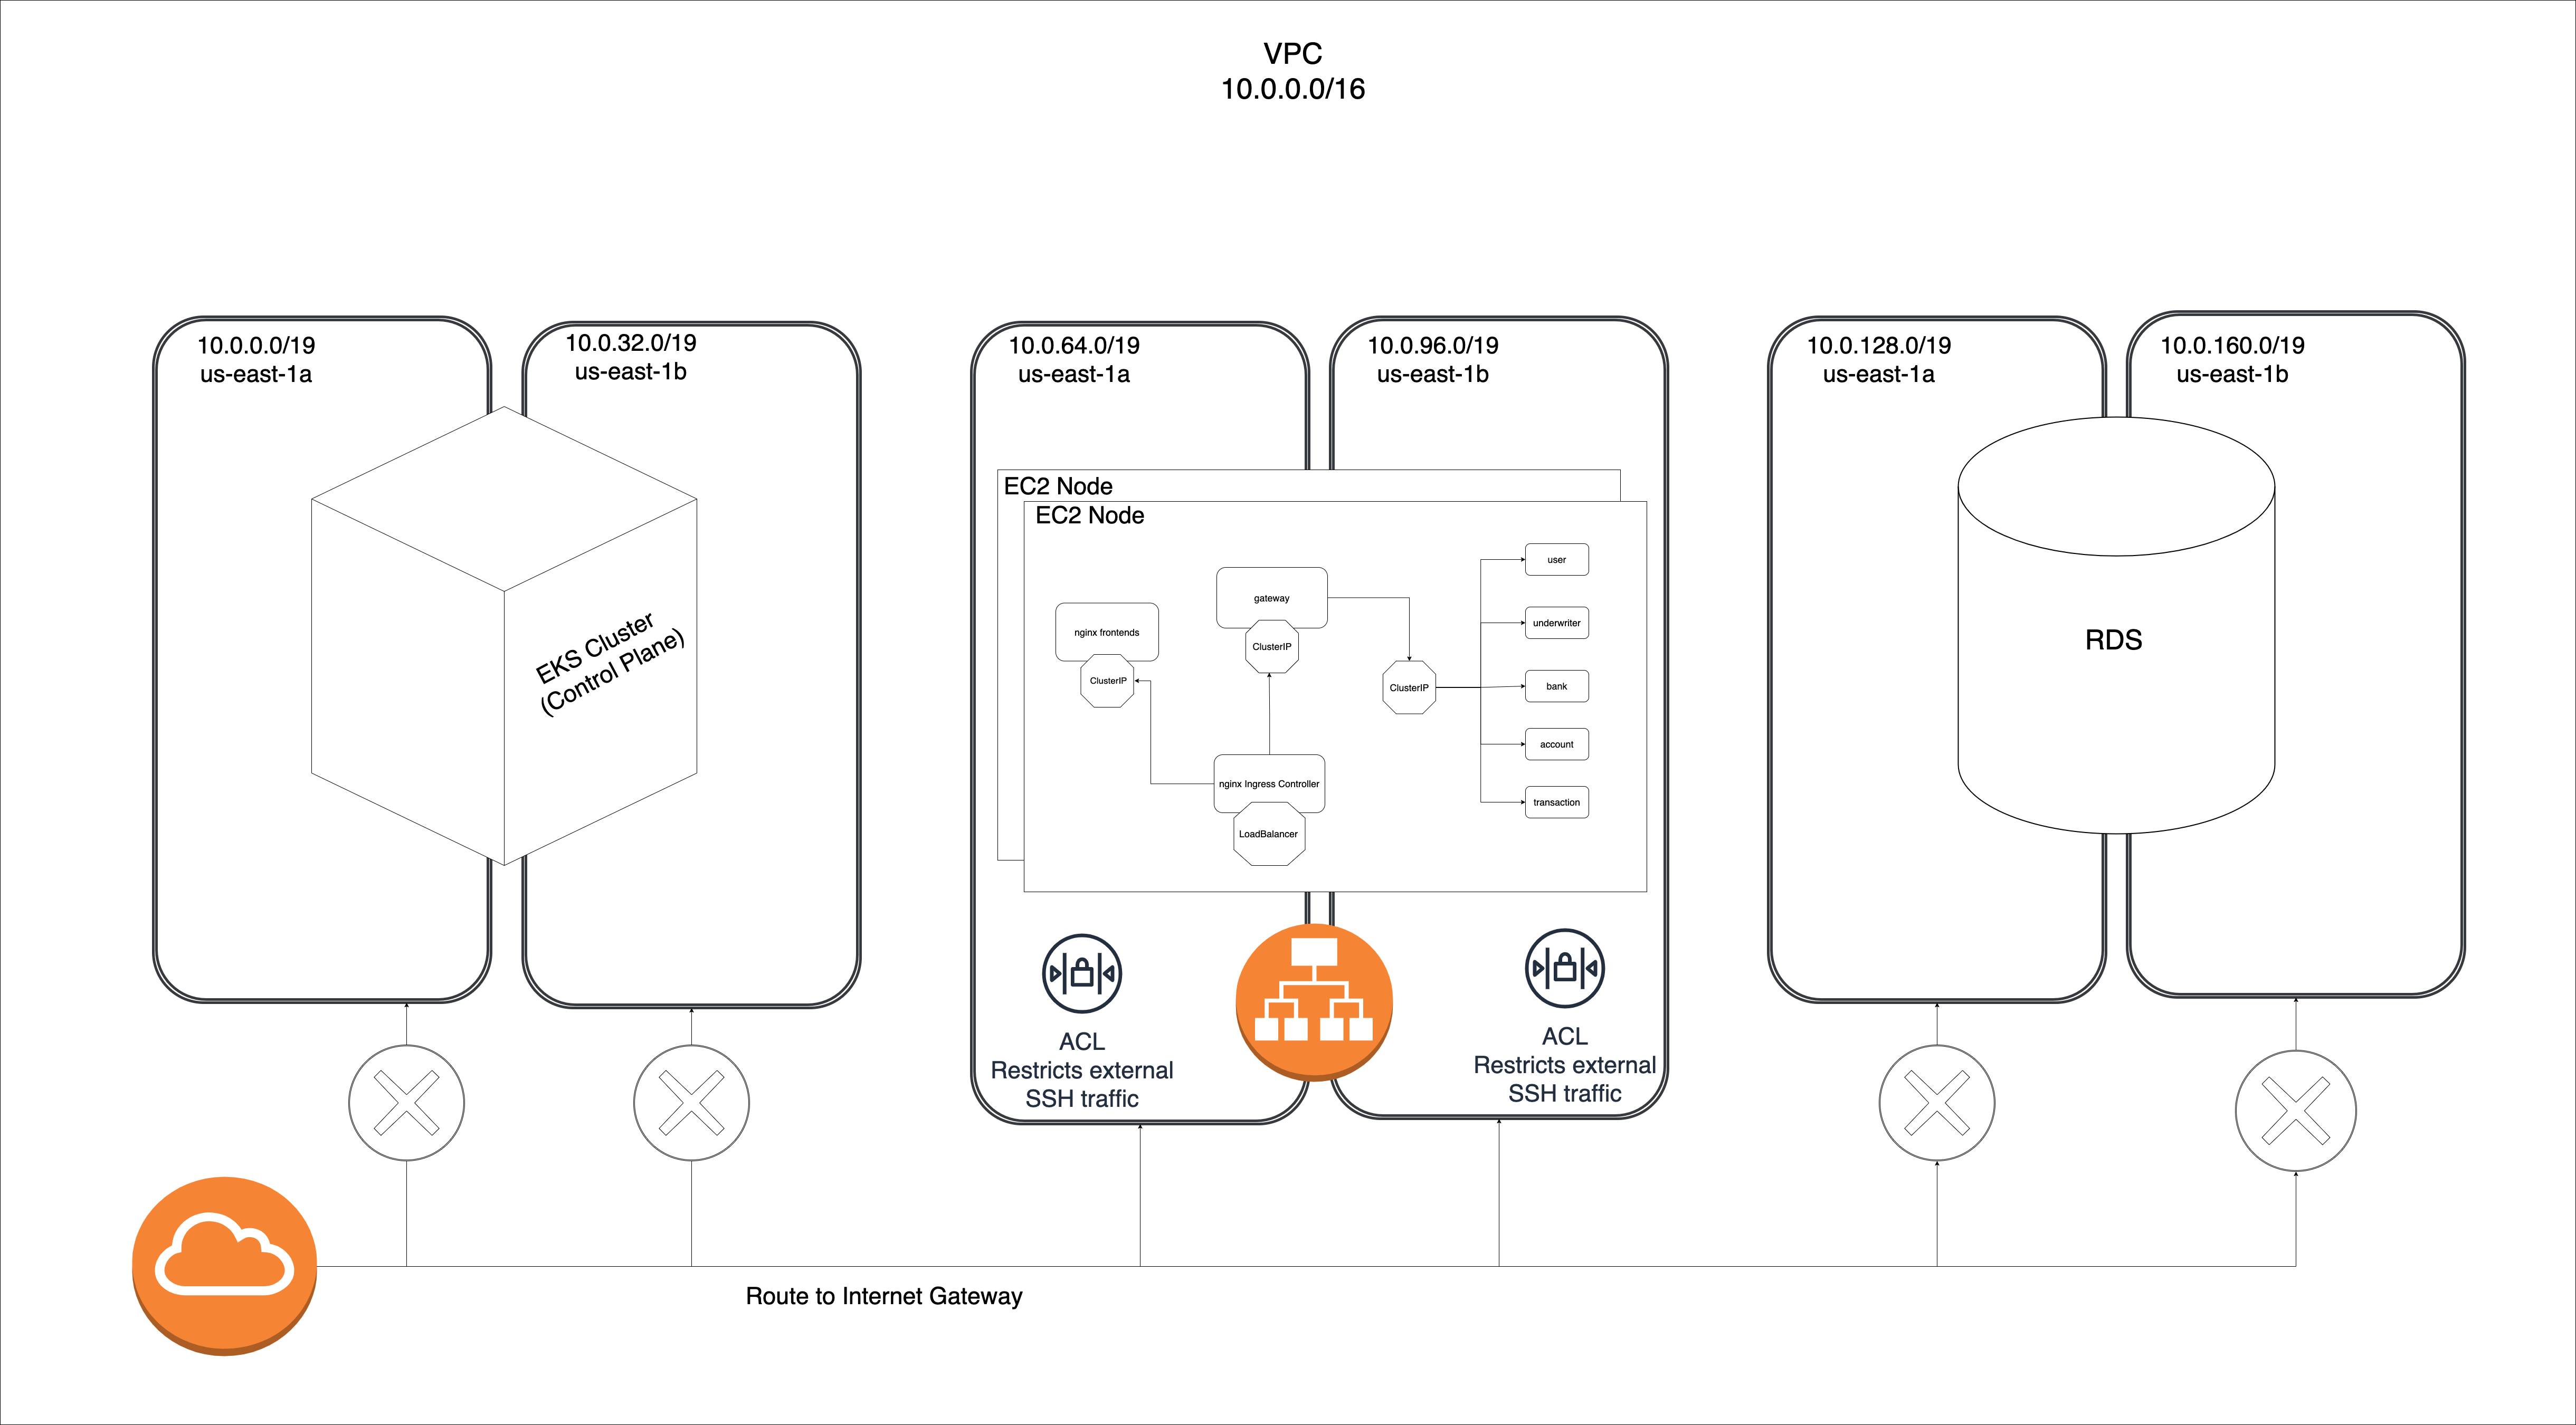 VPC
10.0.0.0/16
10.0.0.0/19
us-east-1a
10.0.32.0/19
us-east-1b
EKS Cluster
(Control Plane)
10.0.64.0/19
us-east-1a
10.0.96.0/19
us-east-1b
EC2 Node
EC2 Node
nginx frontends
ClusterIP
gateway
ClusterIP
nginx Ingress Controller
LoadBalancer
ClusterIP
user
underwriter
bank
account
transaction
ACL
Restricts external
SSH traffic
ACL
Restricts external
SSH traffic
10.0.128.0/19
us-east-1a
10.0.160.0/19
us-east-1b
RDS
Route to Internet Gateway